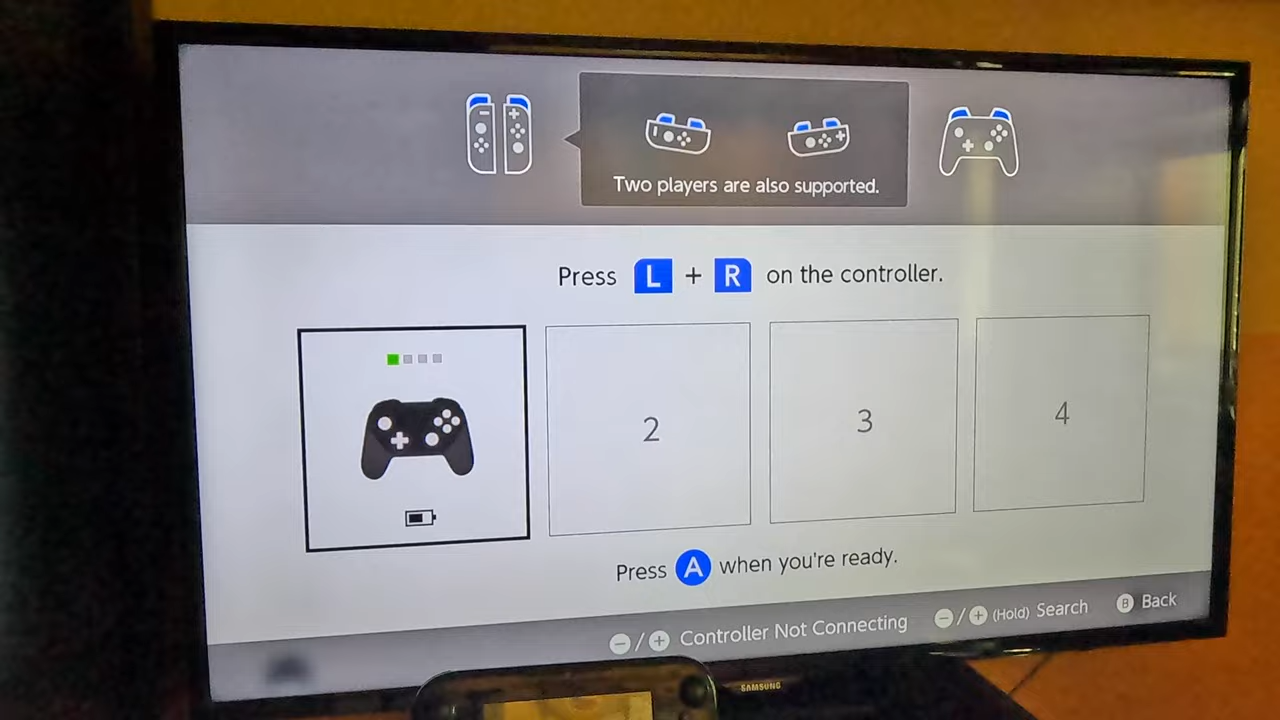 Two players are also supported.
Press L + R on the controller.
2
3
4
Press A when you're ready.
−/+ Controller Not Connecting −/+ (Hold) Search B Back
SAMSUNG